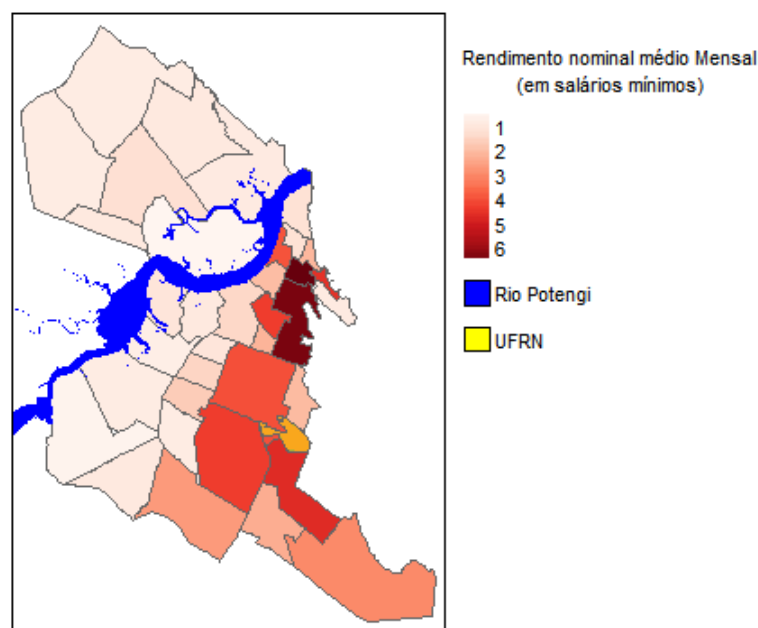 Rendimento nominal médio Mensal
(em salários mínimos)
1
2
3
4
5
6
Rio Potengi
UFRN